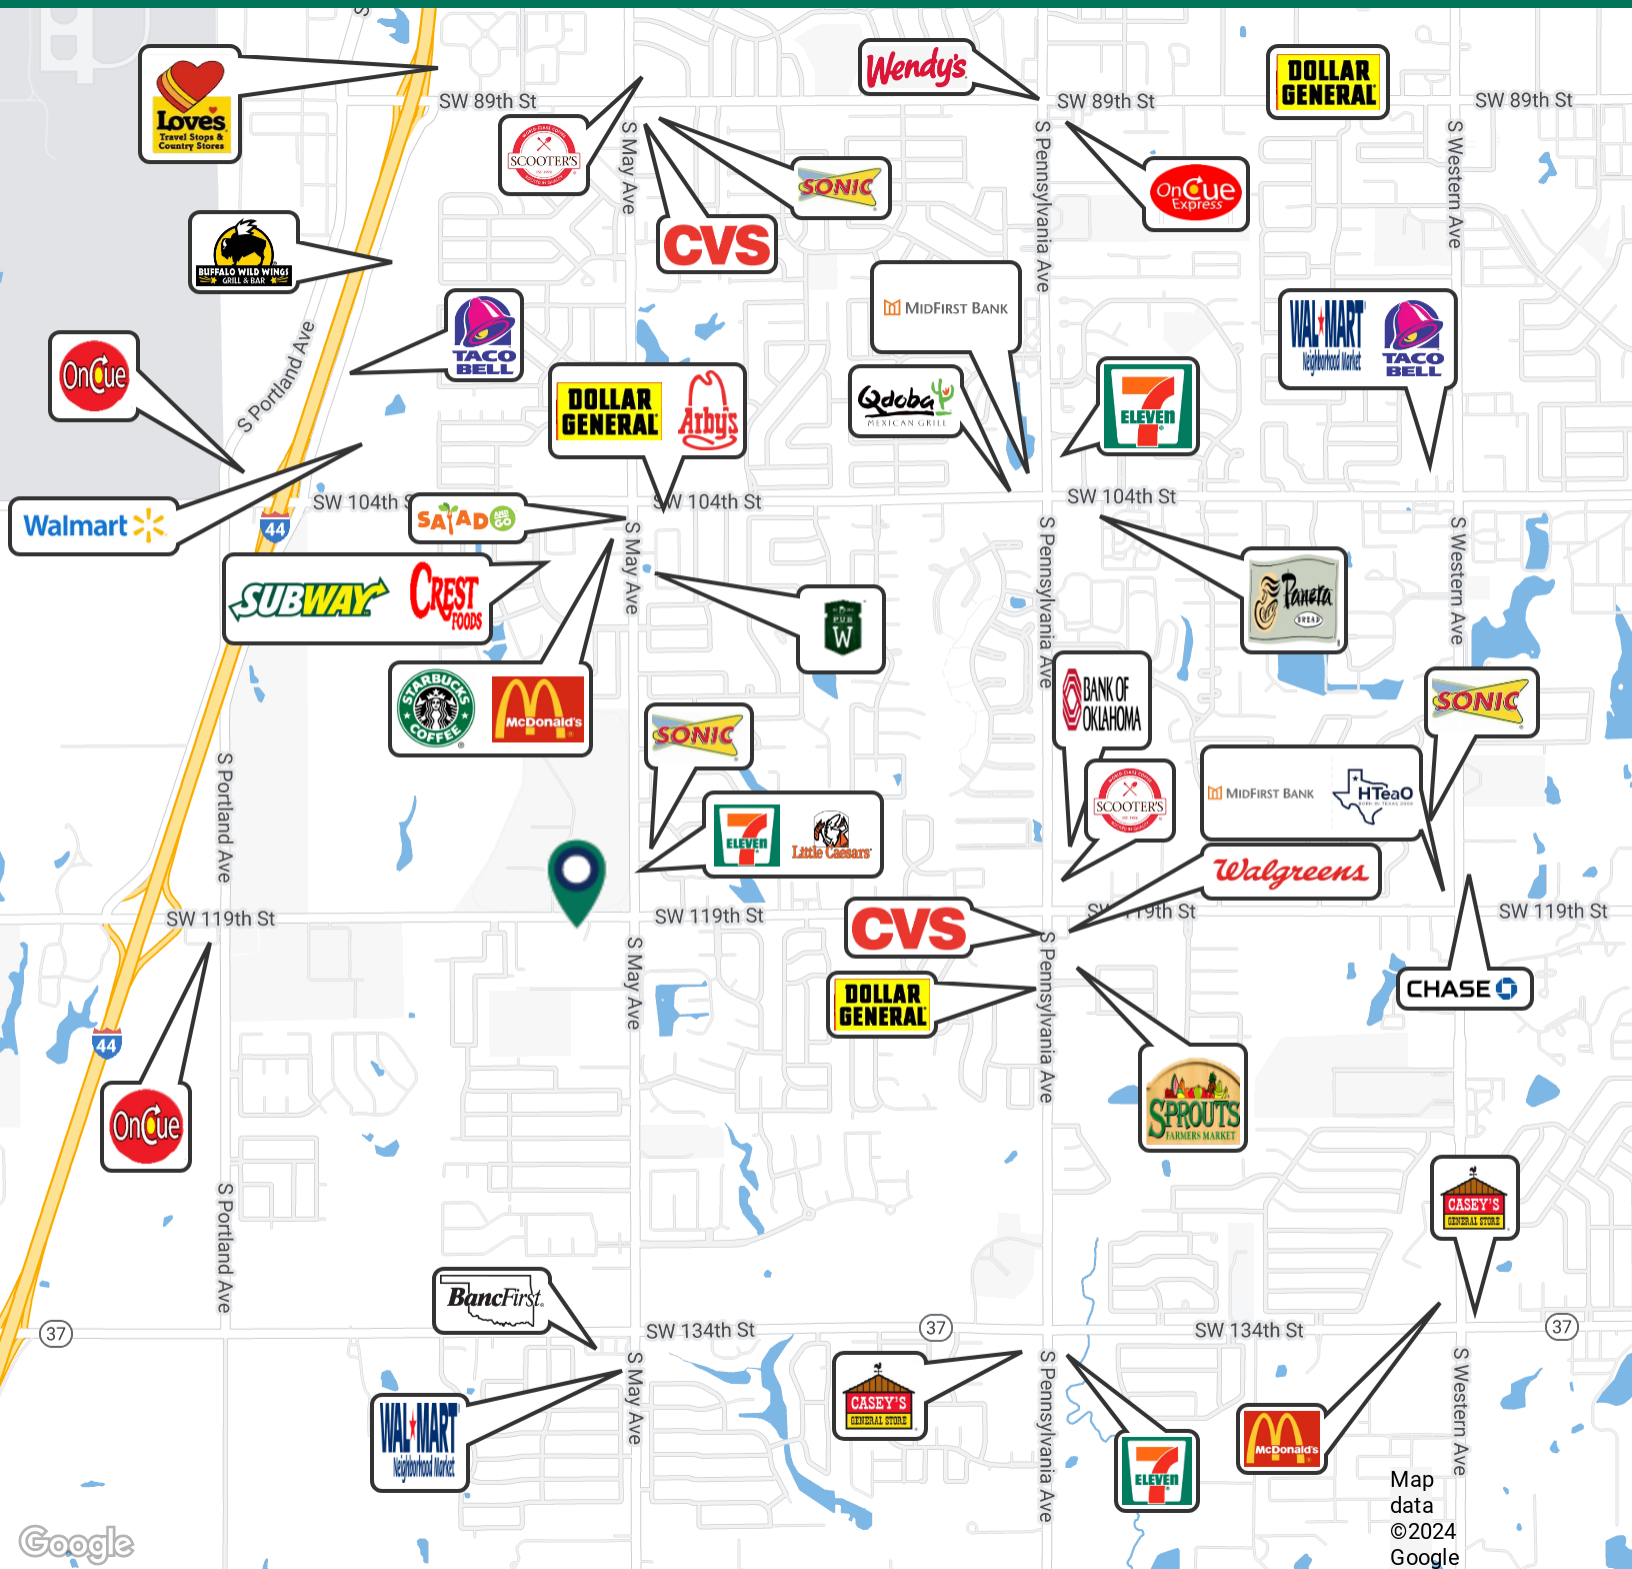 Loves
Travel Stops &
Country Stores
SW 89th St
Wendy's
SW 89th St
DOLLAR
GENERAL
SW 89th St
SCOOTER'S
S May Ave
SONIC
S Pennsylvania Ave
OnCue
Express
S Western Ave
CVS
BUFFALO WILD WINGS
GRILL & BAR
MIDFIRST BANK
TACO
BELL
WAL★MART
Neighborhood Market
TACO
BELL
S Portland Ave
OnCue
DOLLAR
GENERAL
Arby's
Qdoba
MEXICAN GRILL
7
ELEVEN
SW 104th S
SW 104th St
SW 104th St
Walmart
SALAD
AND
GO
44
S May Ave
S Pennsylvania Ave
S Western Ave
SUBWAY
CREST
FOODS
PUB
W
Panera
BREAD
STARBUCKS
COFFEE
McDonald's
SONIC
BANK OF
OKLAHOMA
SONIC
S Portland Ave
7
ELEVEN
Little Caesars
SCOOTER'S
MIDFIRST BANK
HTeaO
Walgreens
SW 119th St
SW 119th St
CVS
19th St
SW 119th St
S May Ave
S Pennsylvania Ave
DOLLAR
GENERAL
CHASE
44
OnCue
SPROUTS
FARMERS MARKET
S Portland Ave
CASEY'S
GENERAL STORE
BancFirst
37
SW 134th St
37
SW 134th St
37
S May Ave
CASEY'S
GENERAL STORE
S Pennsylvania Ave
S Western Ave
WAL★MART
Neighborhood Market
7
ELEVEN
McDonald's
Map
data
©2024
Google
Google